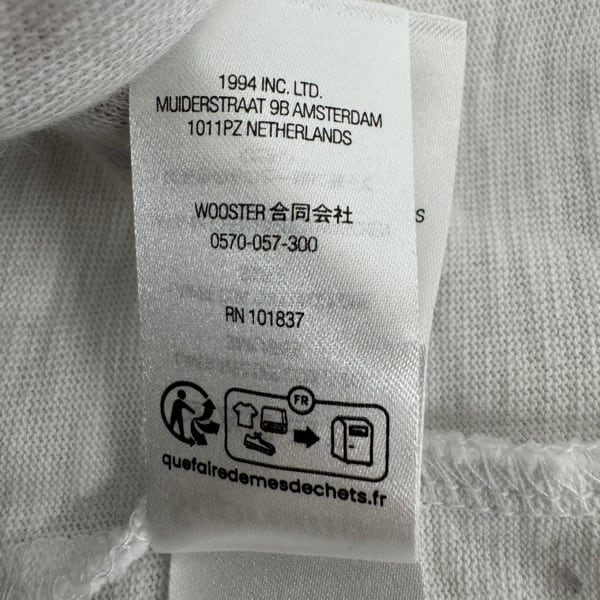 1994 INC. LTD.
MUIDERSTRAAT 9B AMSTERDAM
1011PZ NETHERLANDS
WOOSTER 合同会社
0570-057-300
RN 101837
FR
quefairedemesdechets.fr
s